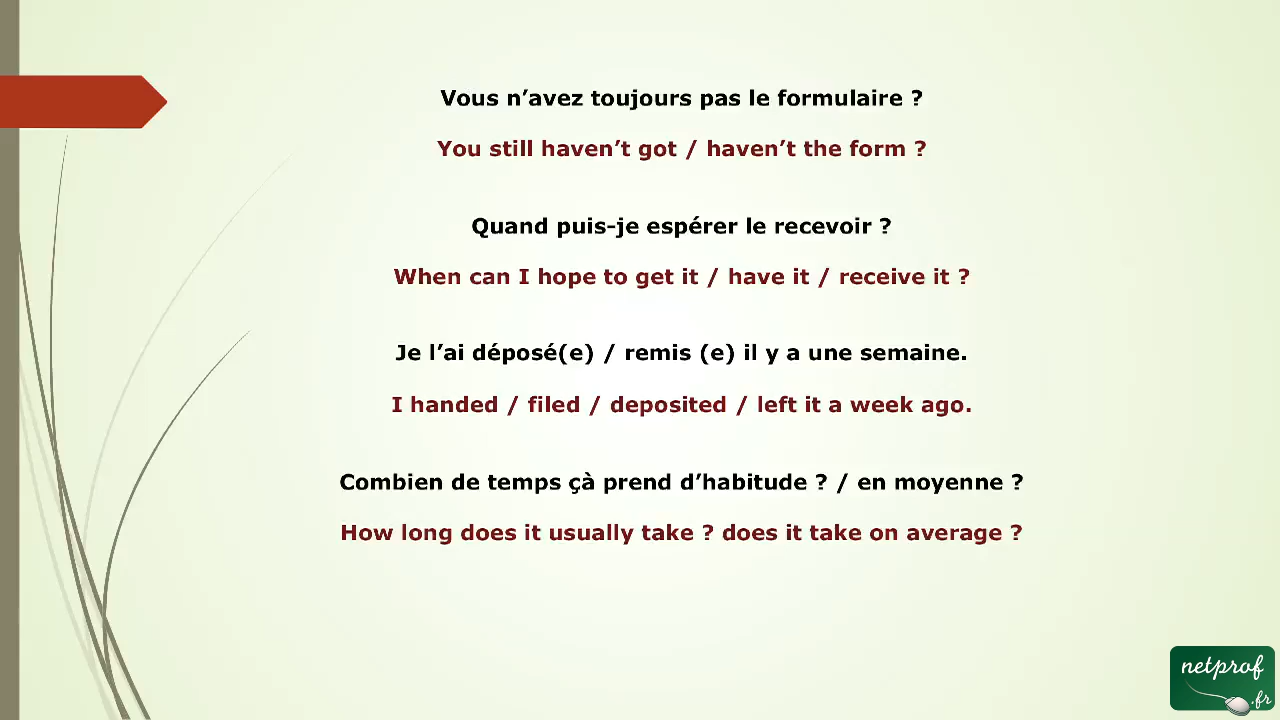 Vous n’avez toujours pas le formulaire ?
You still haven’t got / haven’t the form ?
Quand puis-je espérer le recevoir ?
When can I hope to get it / have it / receive it ?
Je l’ai déposé(e) / remis (e) il y a une semaine.
I handed / filed / deposited / left it a week ago.
Combien de temps çà prend d’habitude ? / en moyenne ?
How long does it usually take ? does it take on average ?
netprof
.fr